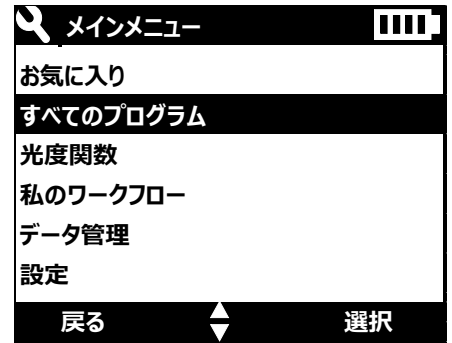 メインメニュー
お気に入り
すべてのプログラム
光度関数
私のワークフロー
データ管理
設定
戻る 選択